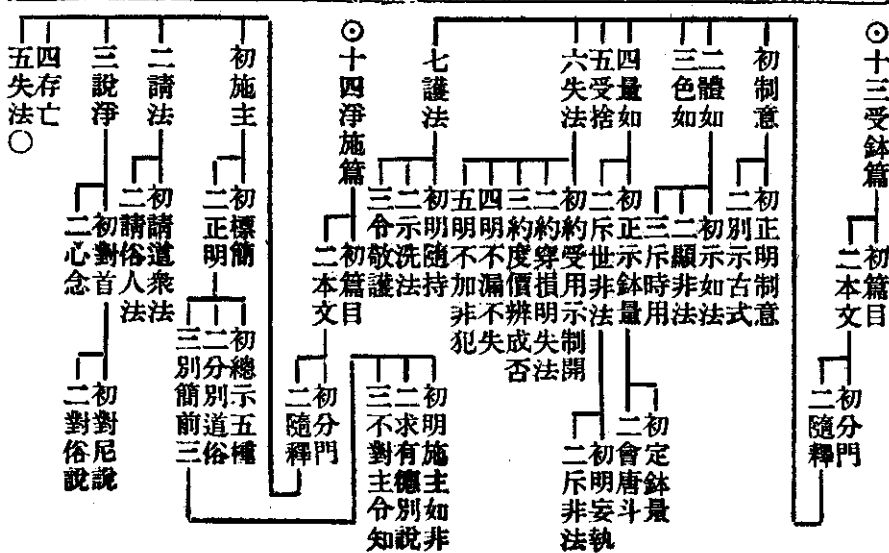 ⊙十三受鉢篇
初篇目
二本文
初分門
二隨釋
初制意
初正明制意
二別示古式
二體如
初示如法
二顯非法
三斥時用
三色如
四量如
初正示鉢量
初定鉢量
二會唐斗
二斥世非法
初明妄執
二斥非法
五受捨
六失法
初約受用示制開
二約穿損明失法
三約度價辨成否
四明不漏不失
五明不加非犯
七護法
初明隨持
二示洗法
三令敬護
⊙十四淨施篇
初篇目
二本文
初分門
二隨釋
初施主
初標簡
二正明
初總示五種
二分別道俗
三別簡前三
初明施主如非
二求有德別說
三不對主令知
二請法
初請道衆法
二請俗人法
三說淨
初對首
初對尼說
二對俗說
二心念
四存亡
五失法○